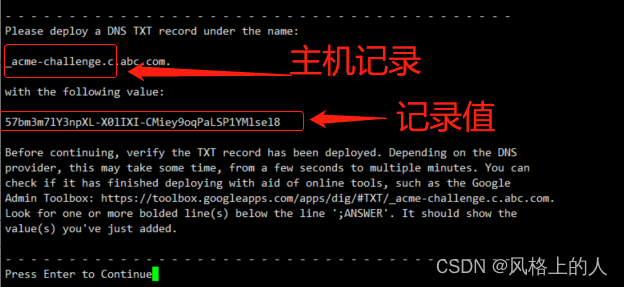 - - - - - - - - - - - - - - - - - - - - - - - - - - - - - - - - - - - - - - - -
Please deploy a DNS TXT record under the name:
_acme-challenge.c.abc.com.
主机记录
with the following value:
57bm3m7lY3npXL-X01IXI-CMiey9oqPaLSP1YMlsel8
记录值
Before continuing, verify the TXT record has been deployed. Depending on the DNS
provider, this may take some time, from a few seconds to multiple minutes. You can
check if it has finished deploying with aid of online tools, such as the Google
Admin Toolbox: https://toolbox.googleapps.com/apps/dig/#TXT/_acme-challenge.c.abc.com.
Look for one or more bolded line(s) below the line ';ANSWER'. It should show the
value(s) you've just added.
- - - - - - - - - - - - - - - - - - - - - - - - - - - - - - - - - - - - - - - -
Press Enter to Continue
CSDN @风格上的人